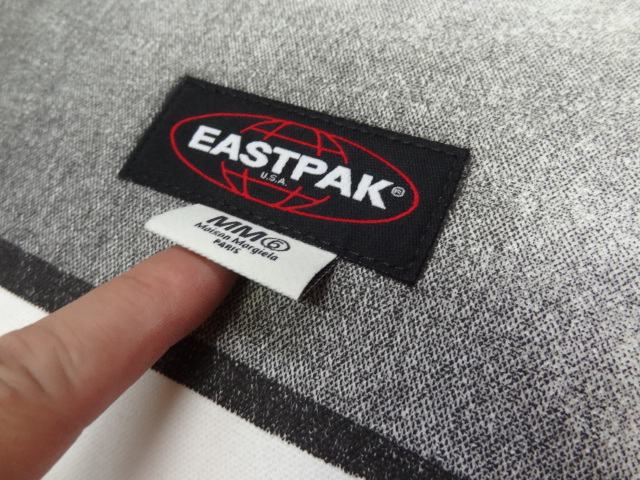 EASTPAK®
U.S.A.
MM⑥
Maison Margiela
PARIS